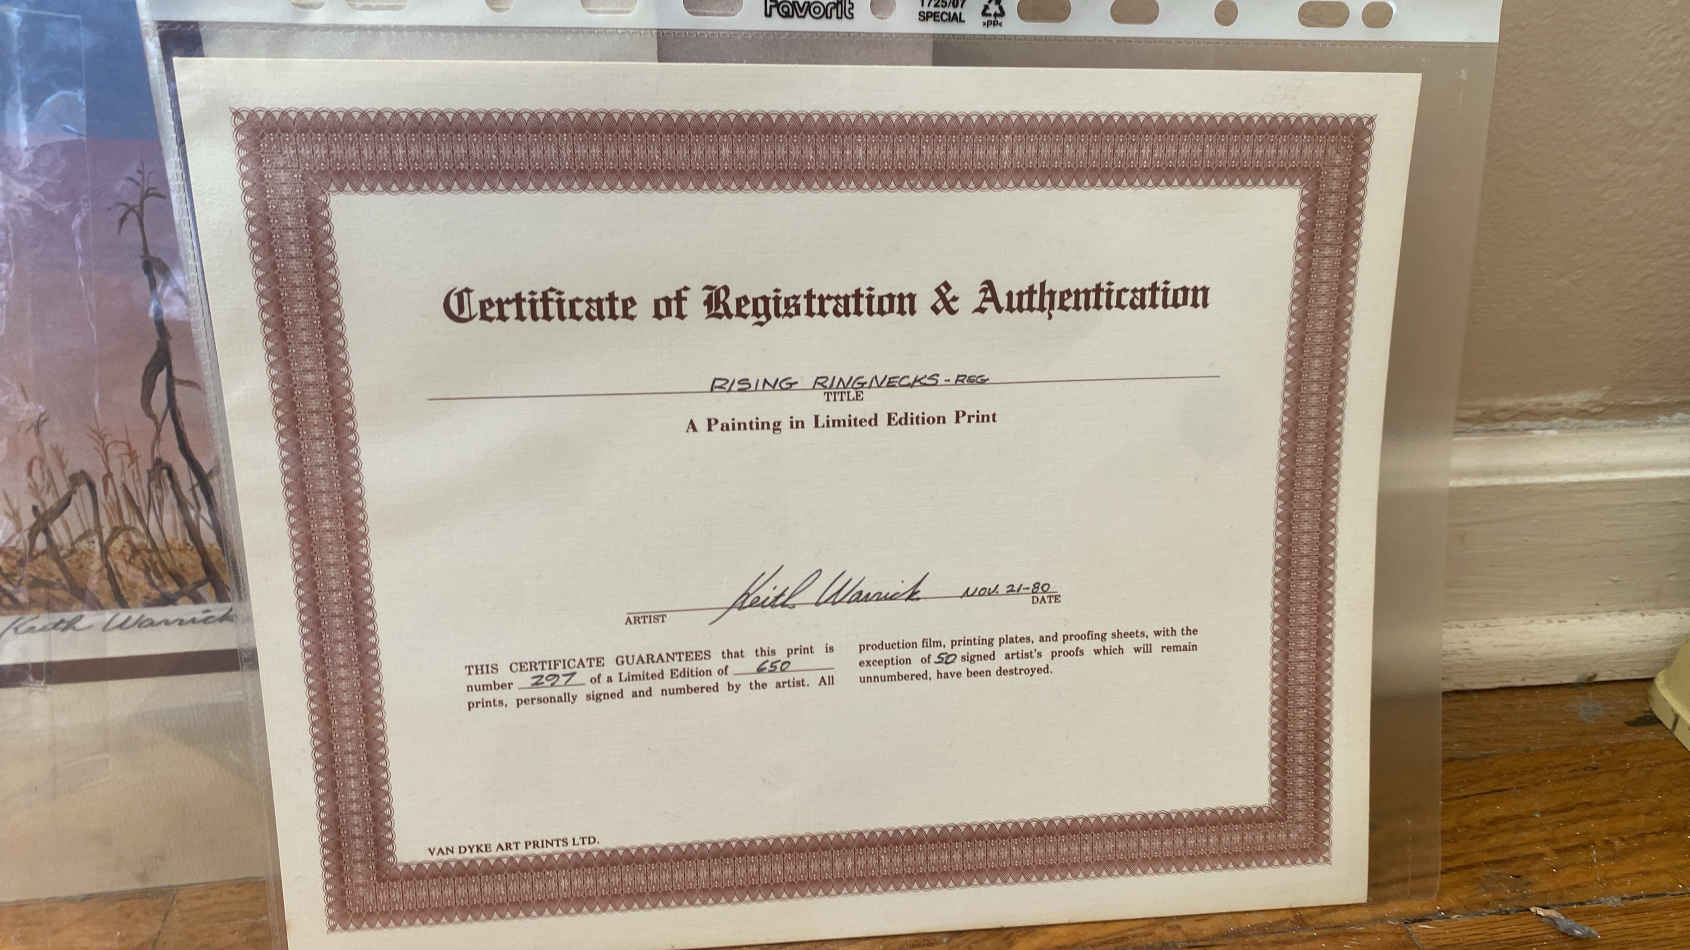 Favorit
1725/07
SPECIAL
>PP<
Certificate of Registration & Authentication
RISING RINGNECKS-REG
TITLE
A Painting in Limited Edition Print
Keith Warrick NOV. 21-80
ARTIST
DATE
THIS CERTIFICATE GUARANTEES that this print is
number 297 of a Limited Edition of 650
prints, personally signed and numbered by the artist. All
production film, printing plates, and proofing sheets, with the
exception of 50 signed artist's proofs which will remain
unnumbered, have been destroyed.
VAN DYKE ART PRINTS LTD.
Keith Warrick